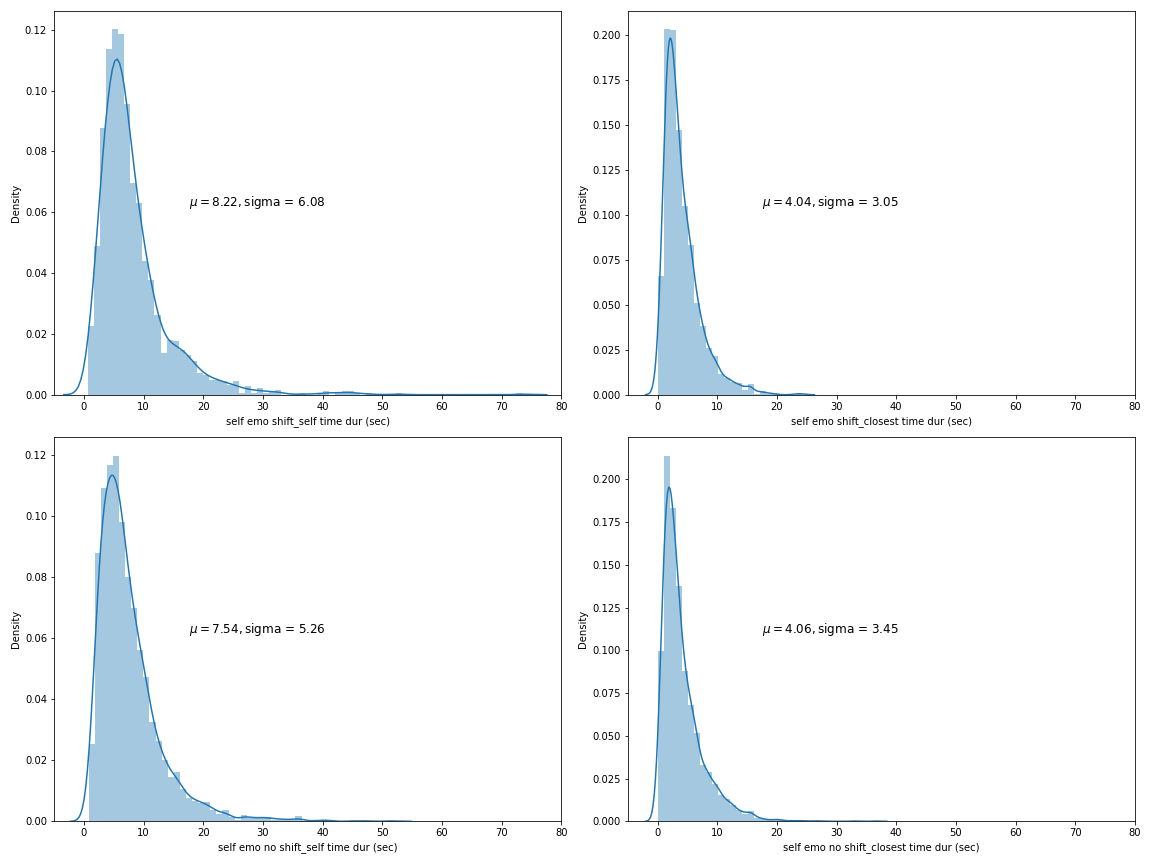 0.12
0.10
0.08
0.06
0.04
0.02
0.00
Density
μ = 8.22, sigma = 6.08
0 10 20 30 40 50 60 70 80
self emo shift_self time dur (sec)
0.200
0.175
0.150
0.125
0.100
0.075
0.050
0.025
0.000
Density
μ = 4.04, sigma = 3.05
0 10 20 30 40 50 60 70 80
self emo shift_closest time dur (sec)
0.12
0.10
0.08
0.06
0.04
0.02
0.00
Density
μ = 7.54, sigma = 5.26
0 10 20 30 40 50 60 70 80
self emo no shift_self time dur (sec)
0.200
0.175
0.150
0.125
0.100
0.075
0.050
0.025
0.000
Density
μ = 4.06, sigma = 3.45
0 10 20 30 40 50 60 70 80
self emo no shift_closest time dur (sec)